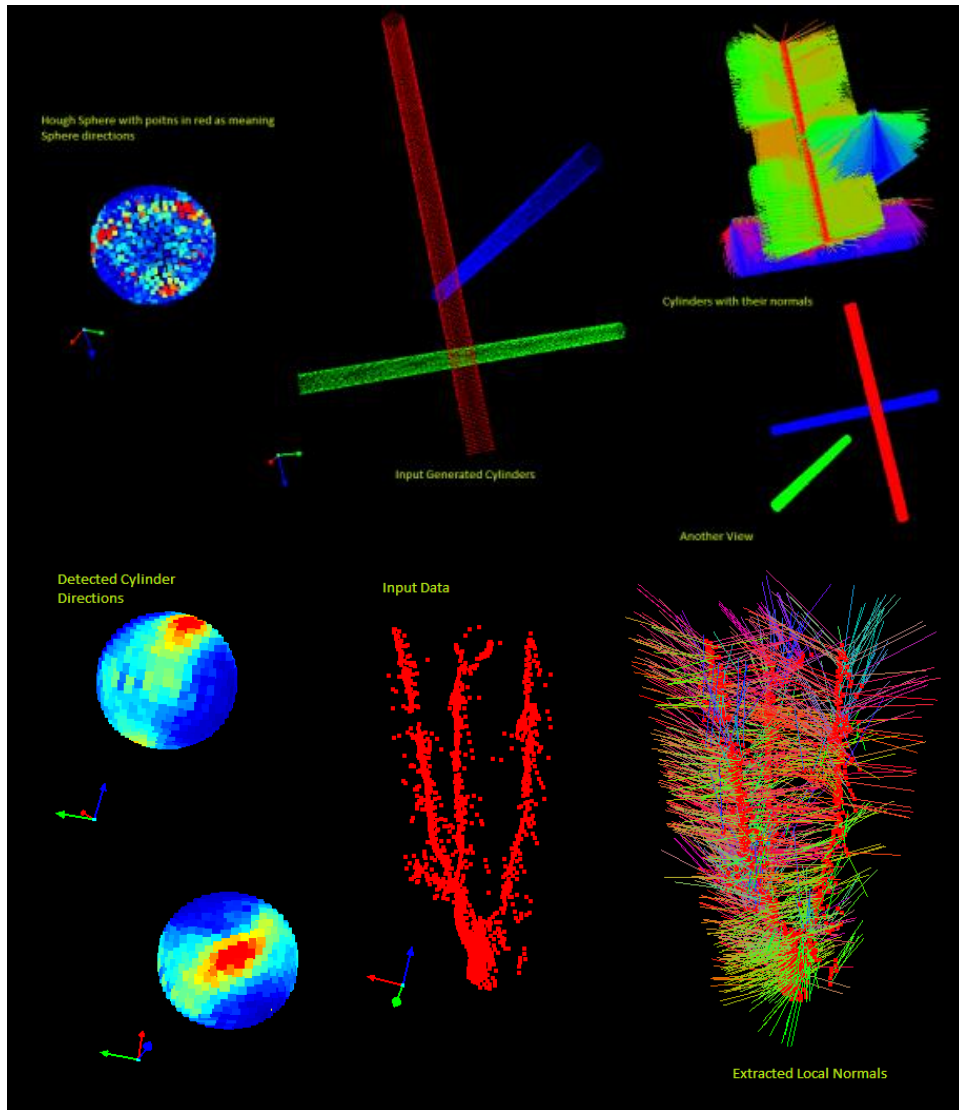 Hough Sphere with poitns in red as meaning
Sphere directions
Cylinders with their normals
Input Generated Cylinders
Another View
Detected Cylinder
Directions
Input Data
Extracted Local Normals